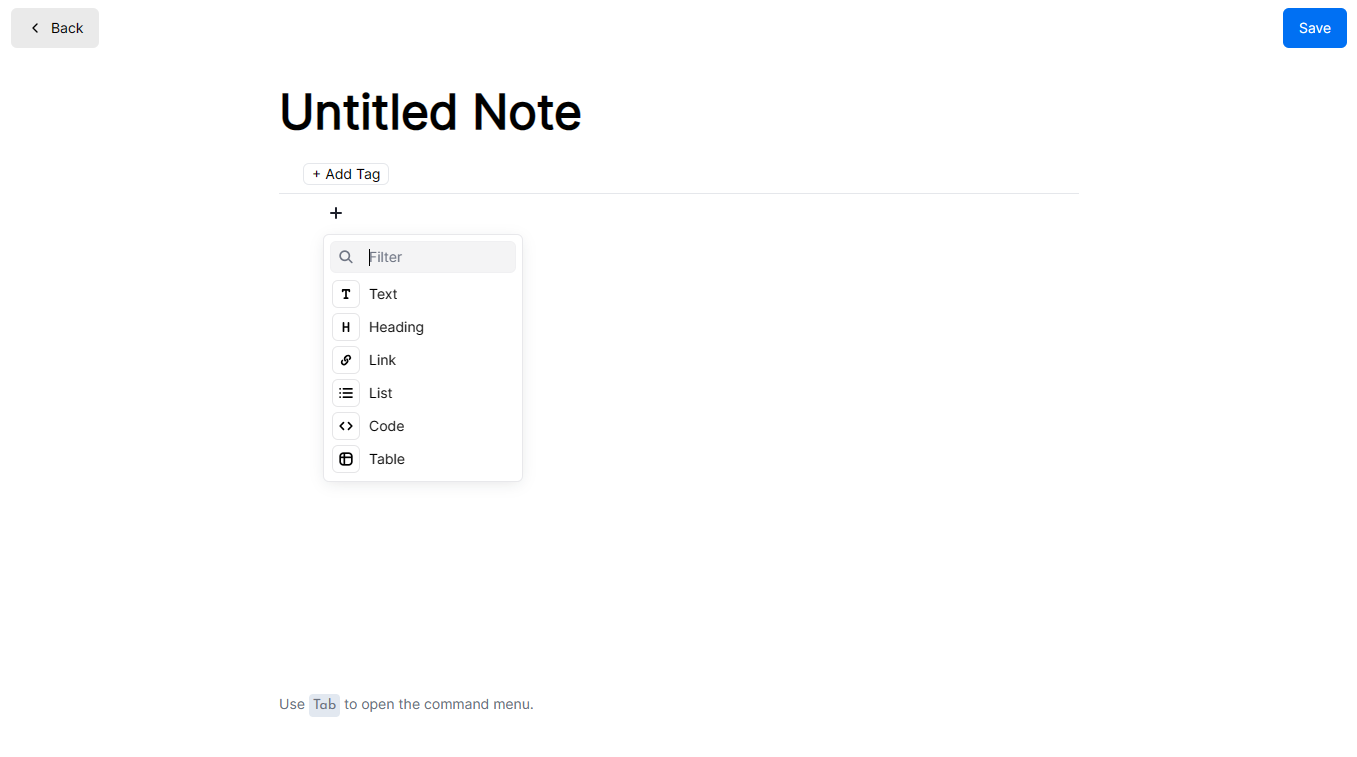 Back
Save
Untitled Note
+ Add Tag
Filter
Text
Heading
Link
List
Code
Table
Use Tab to open the command menu.